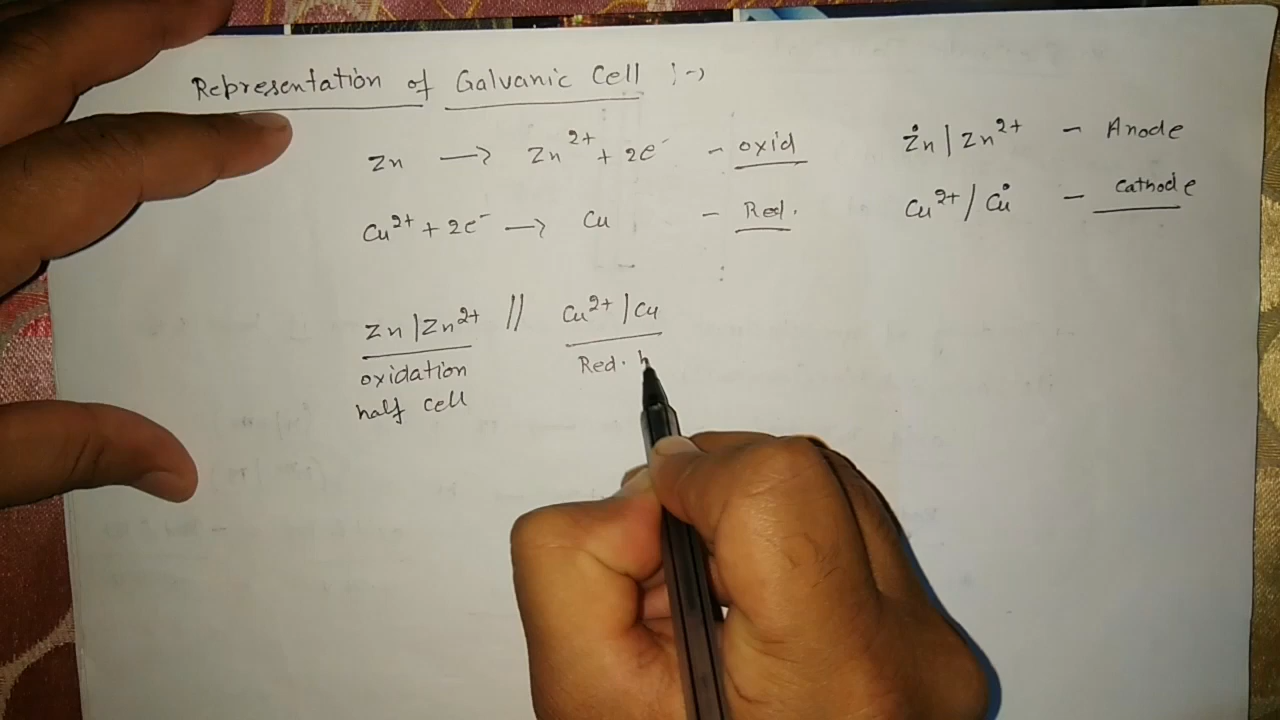 Representation of Galvanic Cell :->
Zn → Zn²⁺ + 2e⁻ - oxid
Zn | Zn²⁺ - Anode
Cu²⁺ + 2e⁻ → Cu - Red.
Cu²⁺ / Cu - Cathode
Zn | Zn²⁺ // Cu²⁺ | Cu
oxidation
half cell
Red. h